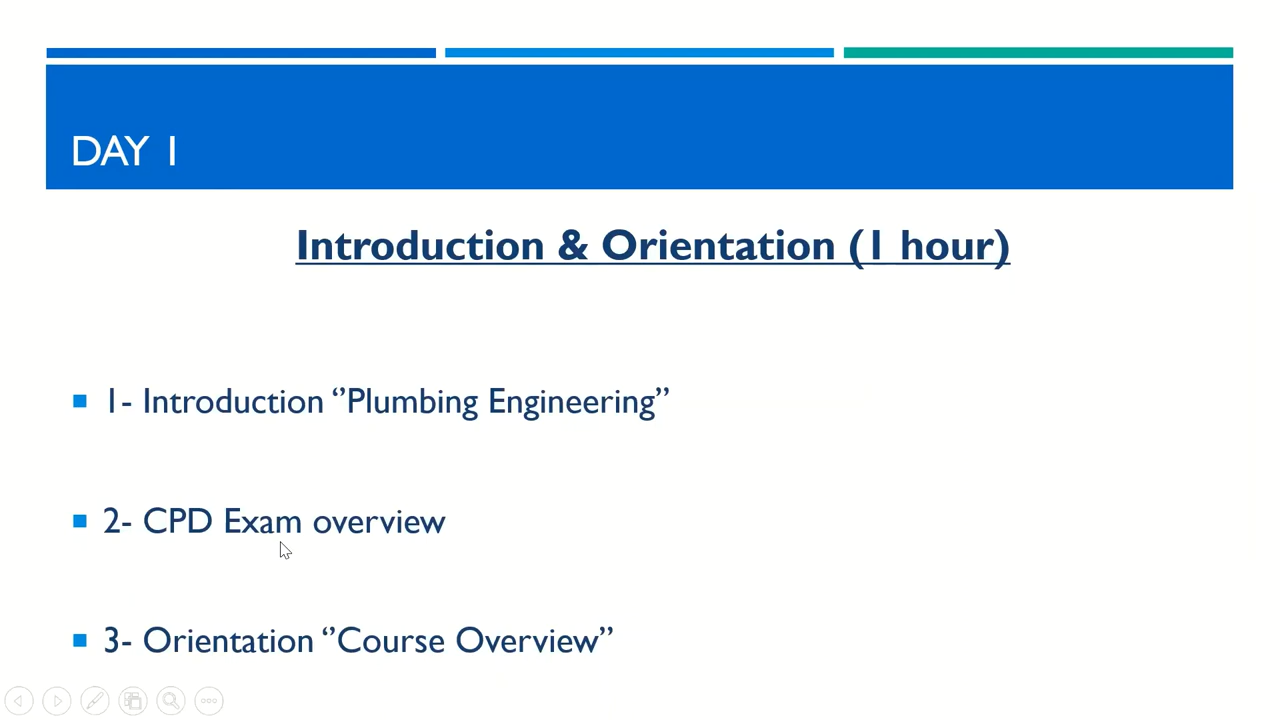 DAY 1
Introduction & Orientation (1 hour)
1- Introduction ‘’Plumbing Engineering’’
2- CPD Exam overview
3- Orientation ‘’Course Overview’’